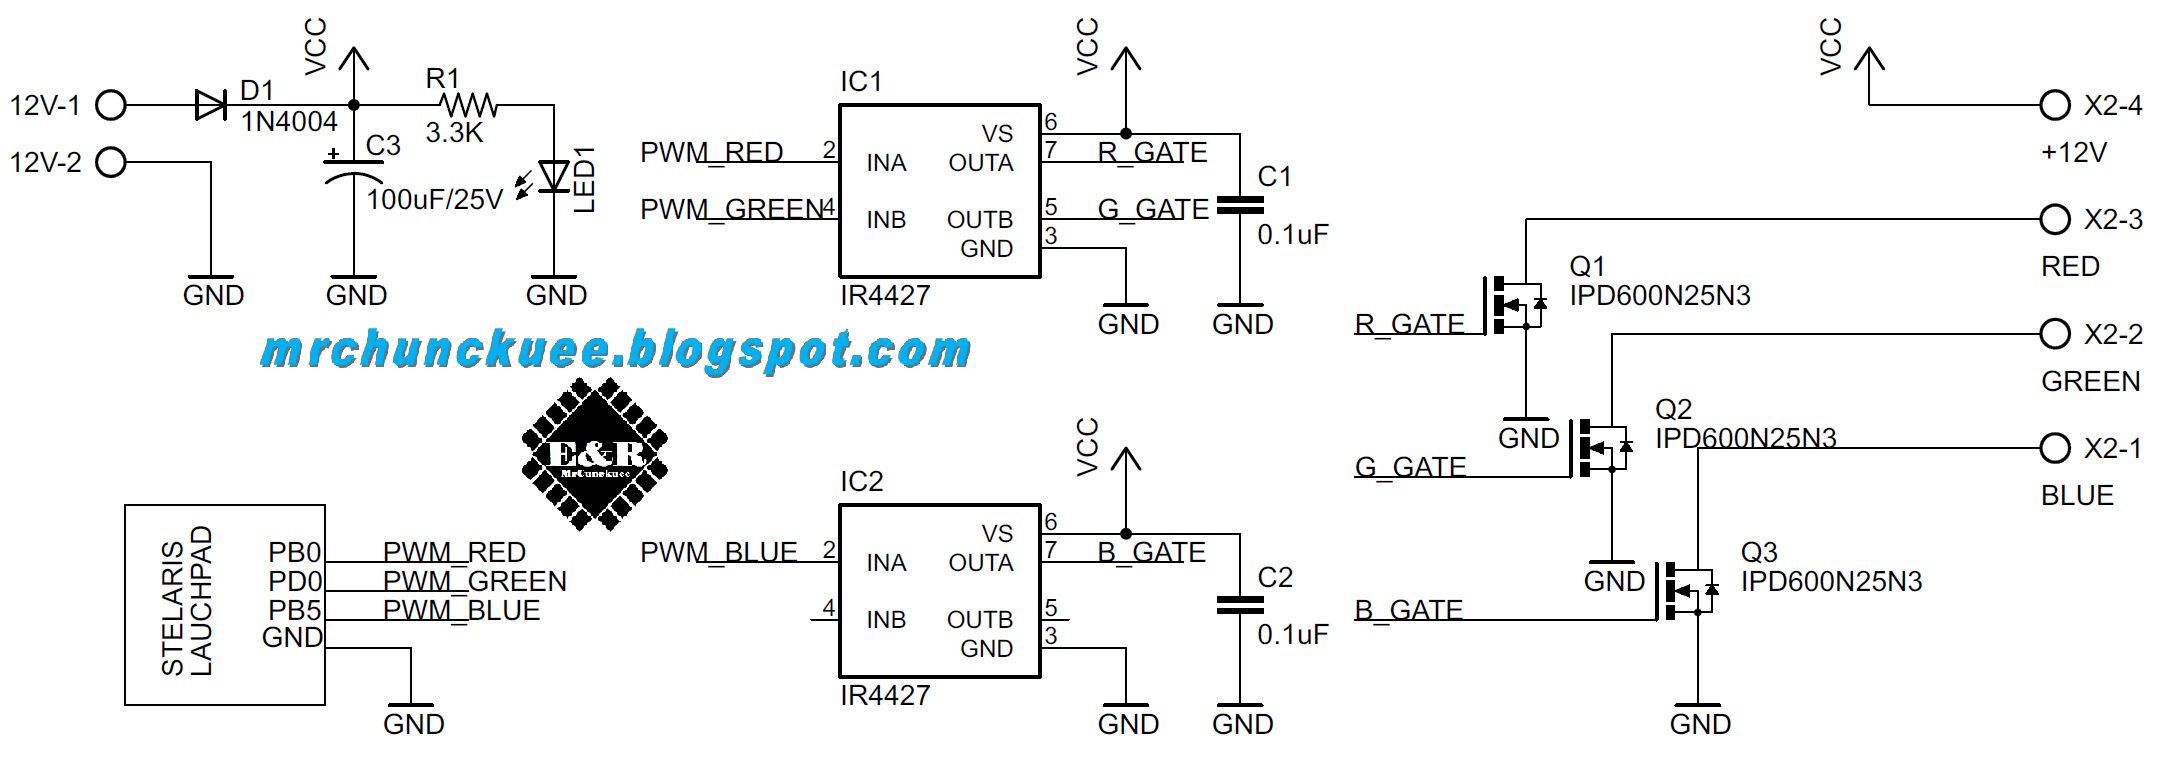 12V-1
12V-2
D1
1N4004
VCC
R1
3.3K
C3
+
100uF/25V
LED1
GND
GND
GND
IC1
PWM_RED
2
INA
PWM_GREEN
4
INB
VS
6
OUTA
7
R_GATE
OUTB
5
G_GATE
GND
3
IR4427
VCC
C1
0.1uF
GND
GND
VCC
X2-4
+12V
X2-3
RED
X2-2
GREEN
X2-1
BLUE
Q1
IPD600N25N3
R_GATE
GND
Q2
IPD600N25N3
G_GATE
GND
Q3
IPD600N25N3
B_GATE
GND
mrchunckuee.blogspot.com
E&R
MrCunckuee
STELARIS
LAUCHPAD
PB0
PWM_RED
PD0
PWM_GREEN
PB5
PWM_BLUE
GND
GND
IC2
PWM_BLUE
2
INA
4
INB
VS
6
OUTA
7
B_GATE
OUTB
5
GND
3
IR4427
VCC
C2
0.1uF
GND
GND